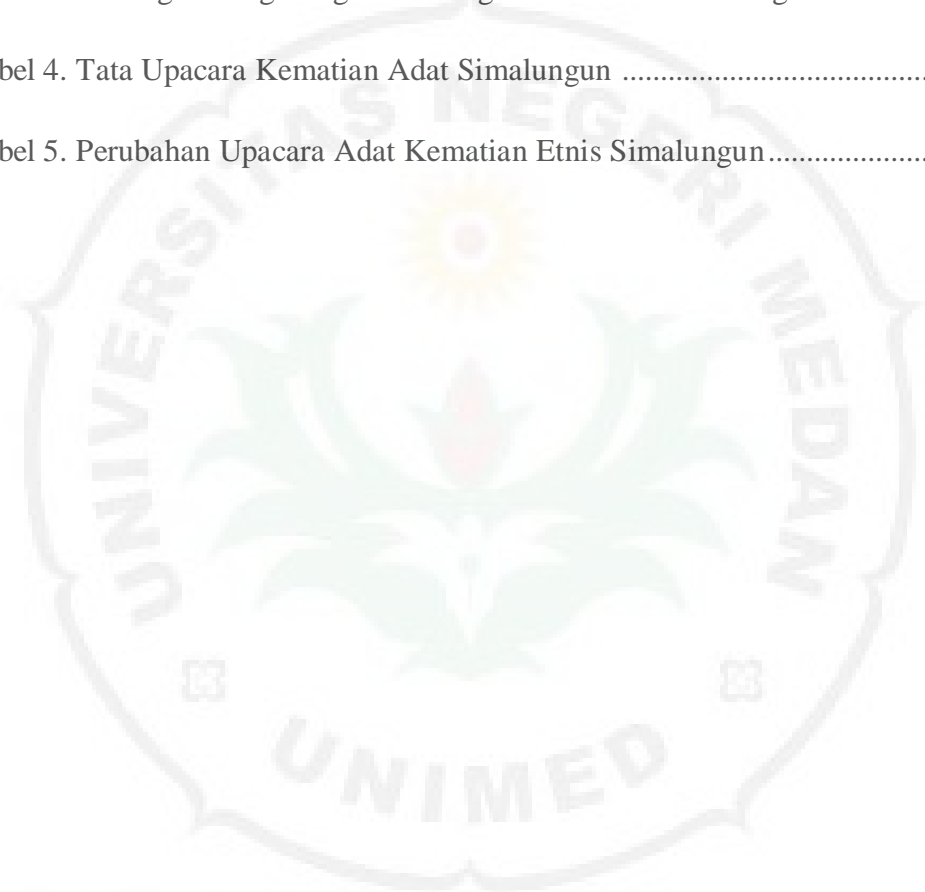 bel 4. Tata Upacara Kematian Adat Simalungun ....................................
bel 5. Perubahan Upacara Adat Kematian Etnis Simalungun ....................
UNIVERSITAS NEGERI MEDAN
UNIMED